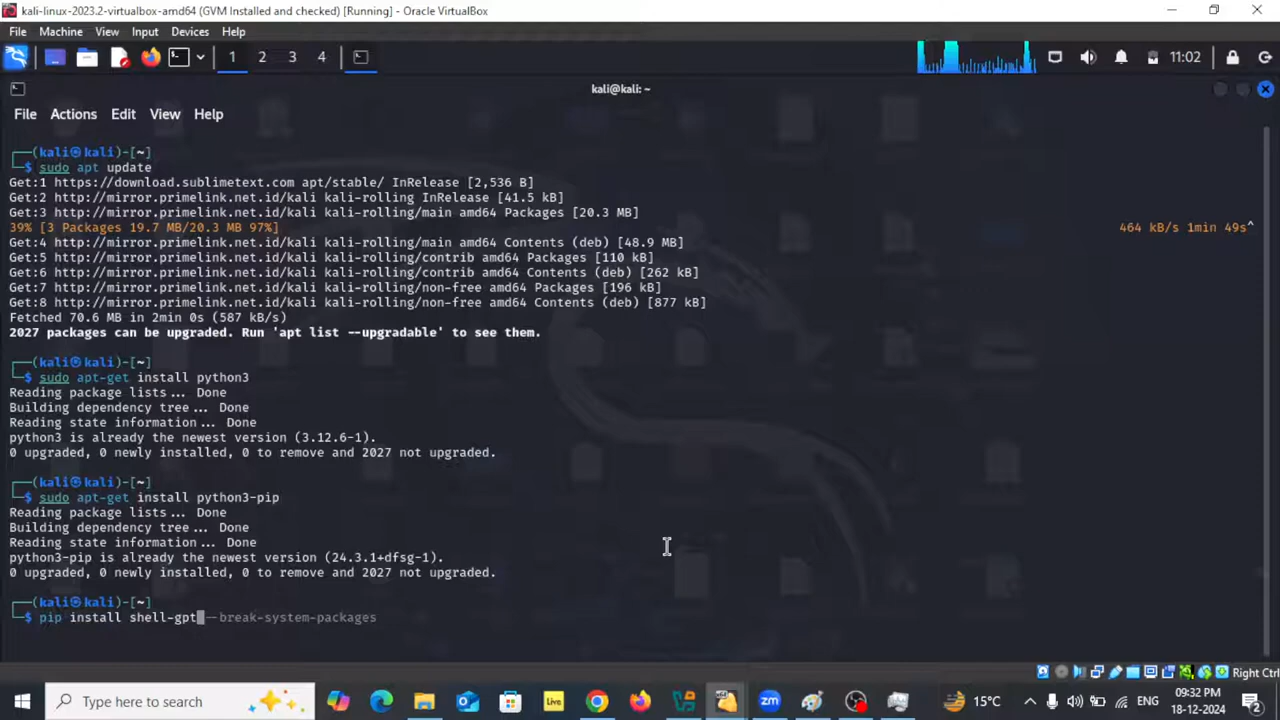 kali-linux-2023.2-virtualbox-amd64 (GVM Installed and checked) [Running] - Oracle VirtualBox
File Machine View Input Devices Help
1 2 3 4 11:02
kali@kali: ~
File Actions Edit View Help
┌──(kali㉿kali)-[~]
└─$ sudo apt update
Get:1 https://download.sublimetext.com apt/stable/ InRelease [2,536 B]
Get:2 http://mirror.primelink.net.id/kali kali-rolling InRelease [41.5 kB]
Get:3 http://mirror.primelink.net.id/kali kali-rolling/main amd64 Packages [20.3 MB]
39% [3 Packages 19.7 MB/20.3 MB 97%] 464 kB/s 1min 49s^
Get:4 http://mirror.primelink.net.id/kali kali-rolling/main amd64 Contents (deb) [48.9 MB]
Get:5 http://mirror.primelink.net.id/kali kali-rolling/contrib amd64 Packages [110 kB]
Get:6 http://mirror.primelink.net.id/kali kali-rolling/contrib amd64 Contents (deb) [262 kB]
Get:7 http://mirror.primelink.net.id/kali kali-rolling/non-free amd64 Packages [196 kB]
Get:8 http://mirror.primelink.net.id/kali kali-rolling/non-free amd64 Contents (deb) [877 kB]
Fetched 70.6 MB in 2min 0s (587 kB/s)
2027 packages can be upgraded. Run 'apt list --upgradable' to see them.
┌──(kali㉿kali)-[~]
└─$ sudo apt-get install python3
Reading package lists... Done
Building dependency tree... Done
Reading state information... Done
python3 is already the newest version (3.12.6-1).
0 upgraded, 0 newly installed, 0 to remove and 2027 not upgraded.
┌──(kali㉿kali)-[~]
└─$ sudo apt-get install python3-pip
Reading package lists... Done
Building dependency tree... Done
Reading state information... Done
python3-pip is already the newest version (24.3.1+dfsg-1).
0 upgraded, 0 newly installed, 0 to remove and 2027 not upgraded.
┌──(kali㉿kali)-[~]
└─$ pip install shell-gpt --break-system-packages
Right Ctrl
Type here to search Live 15°C ENG 09:32 PM
18-12-2024 2